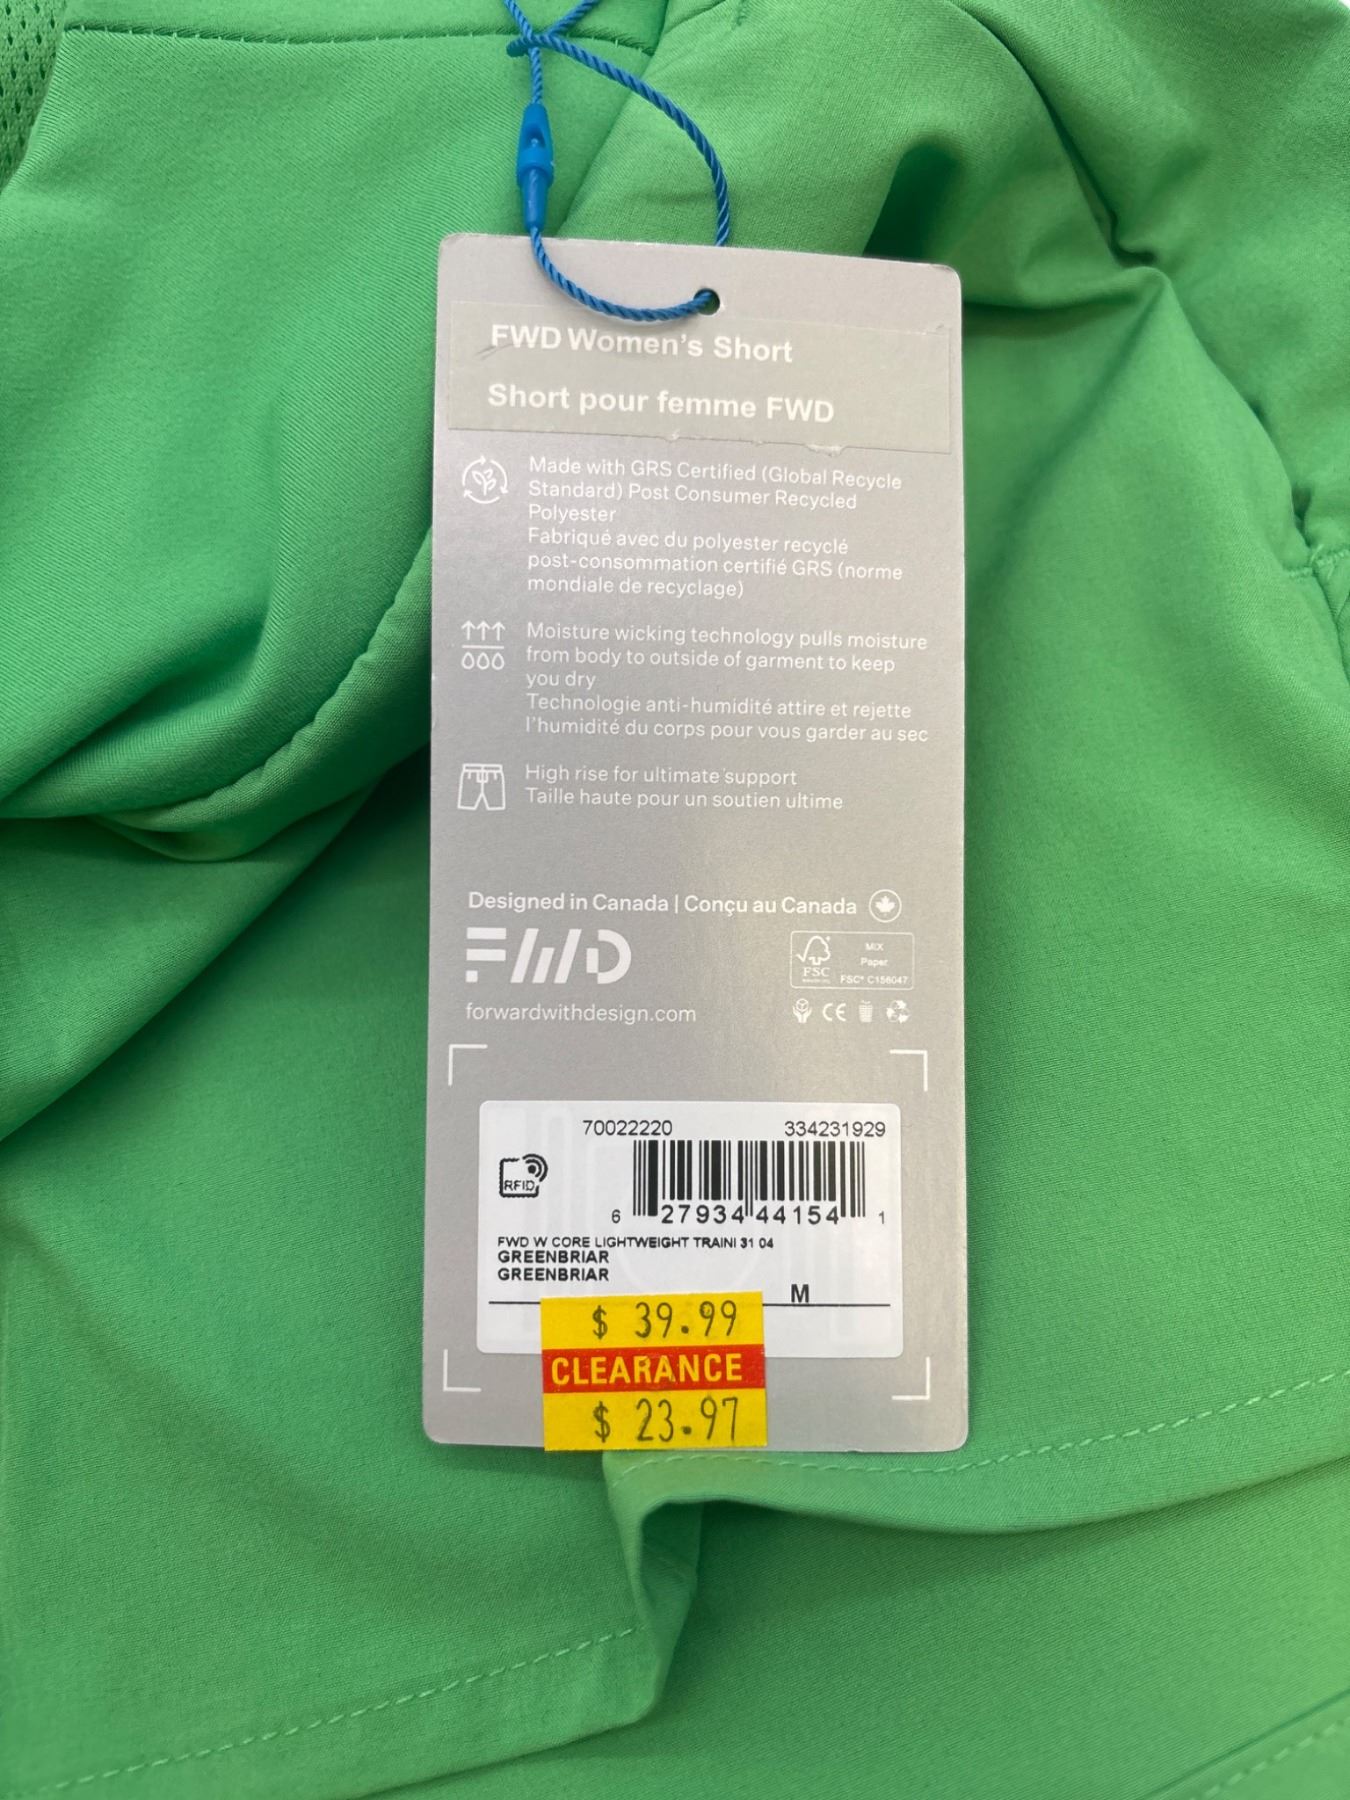 FWD Women's Short
Short pour femme FWD
Made with GRS Certified (Global Recycle
Standard) Post Consumer Recycled
Polyester
Fabriqué avec du polyester recyclé
post-consommation certifié GRS (norme
mondiale de recyclage)
Moisture wicking technology pulls moisture
from body to outside of garment to keep
you dry
Technologie anti-humidité attire et rejette
l'humidité du corps pour vous garder au sec
High rise for ultimate support
Taille haute pour un soutien ultime
Designed in Canada | Conçu au Canada
FWD
MIX
Paper
FSC
FSC® C156047
forwardwithdesign.com
CE
70022220 334231929
RFID
6 27934 44154 1
FWD W CORE LIGHTWEIGHT TRAINI 31 04
GREENBRIAR
GREENBRIAR
M
$ 39.99
CLEARANCE
$ 23.97